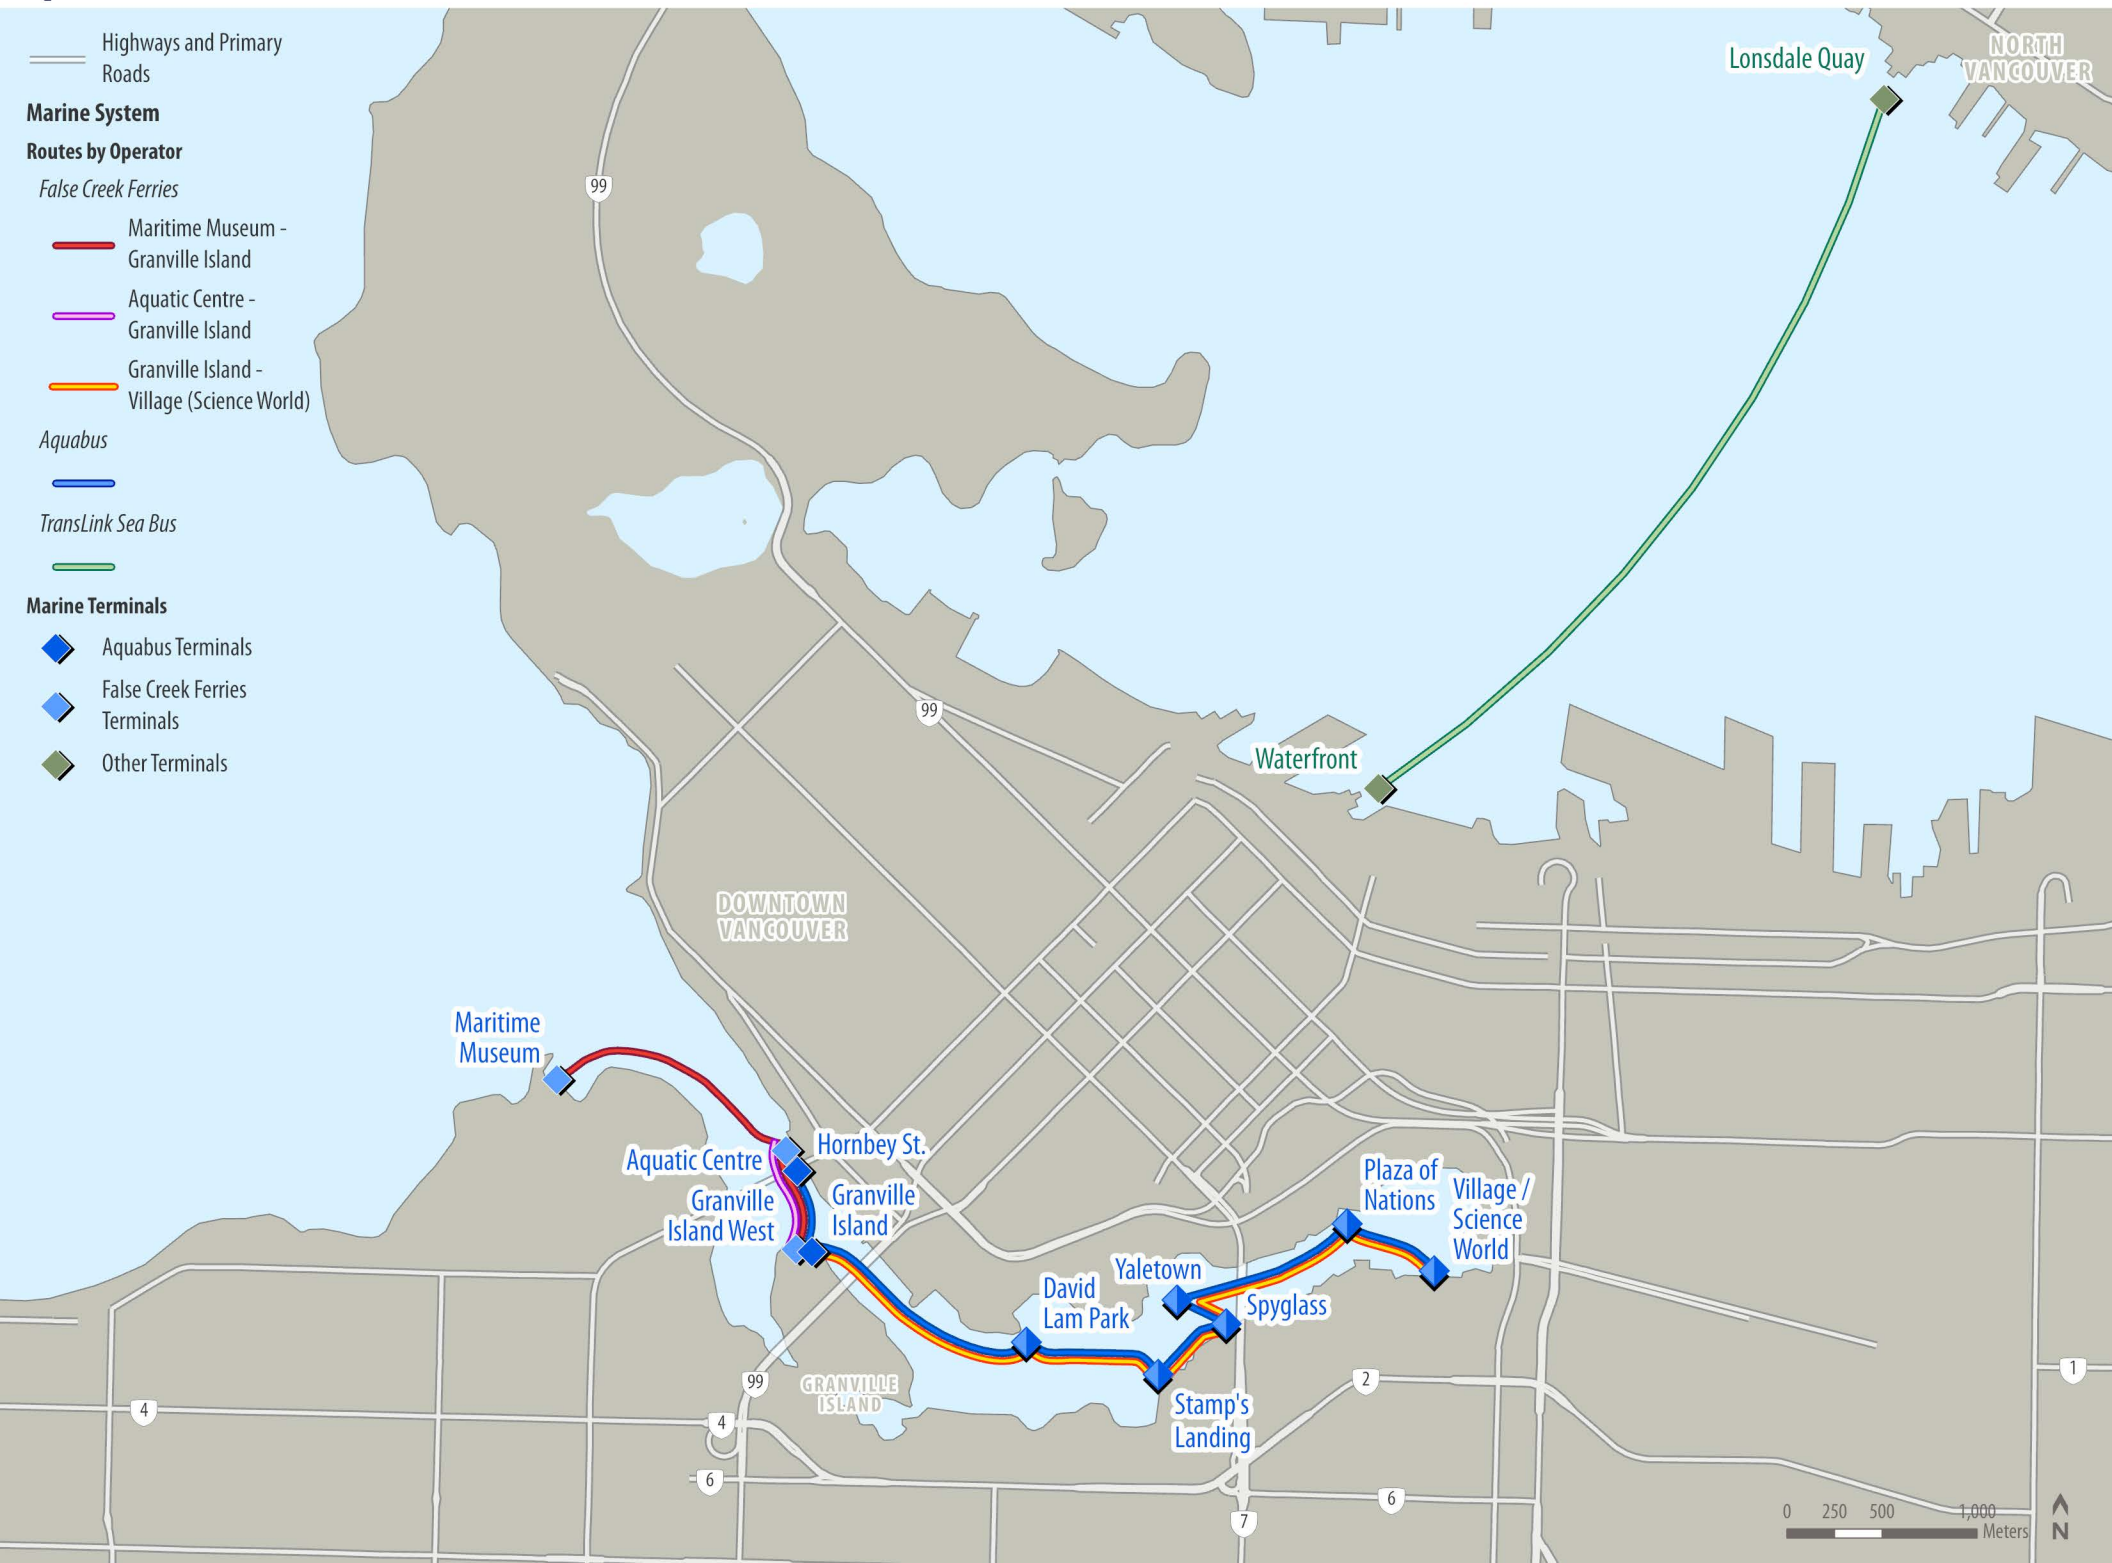 Highways and Primary
Roads
Marine System
Routes by Operator
False Creek Ferries
Maritime Museum -
Granville Island
Aquatic Centre -
Granville Island
Granville Island -
Village (Science World)
Aquabus
TransLink Sea Bus
Marine Terminals
Aquabus Terminals
False Creek Ferries
Terminals
Other Terminals
Lonsdale Quay
NORTH
VANCOUVER
99
99
Waterfront
DOWNTOWN
VANCOUVER
Maritime
Museum
Hornbey St.
Aquatic Centre
Granville
Island West
Granville
Island
Plaza of
Nations
Village /
Science
World
Yaletown
David
Lam Park
Spyglass
Stamp's
Landing
GRANVILLE
ISLAND
99
4
4
6
2
1
6
7
0 250 500 1,000
Meters
N